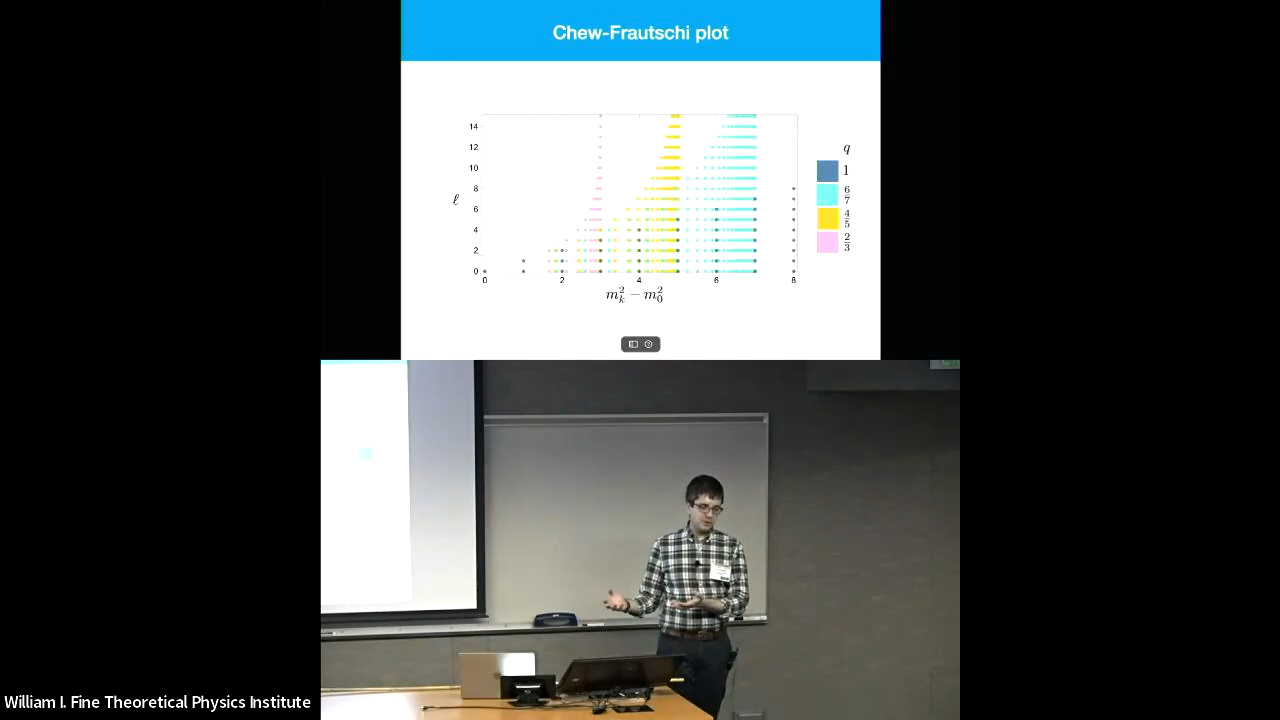 Chew-Frautschi plot
14
12
10
8
6
4
2
0
ℓ
0 2 4 6 8
m_k^2 − m_0^2
q
1
6/7
4/5
2/3
William I. Fine Theoretical Physics Institute